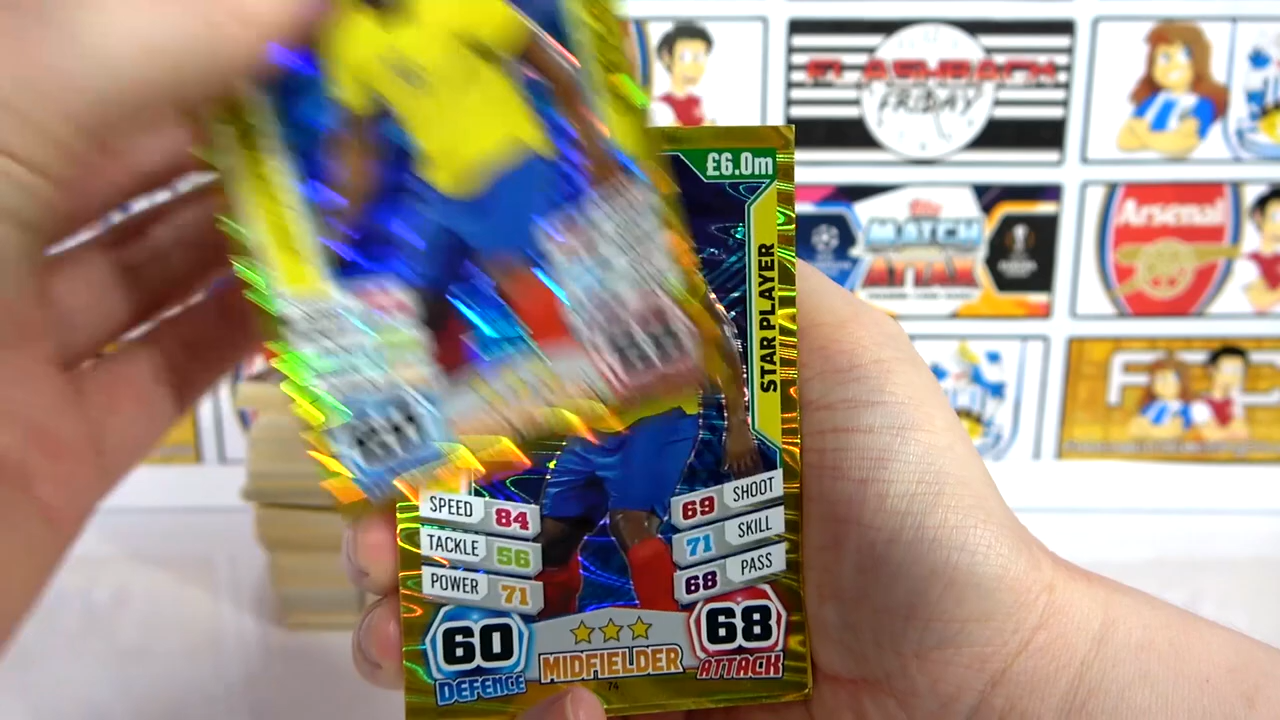 FLASHBACK
FRIDAY
£6.0m
MATCH
ATTAX
Arsenal
STAR PLAYER
SPEED 84
TACKLE 56
POWER 71
69 SHOOT
71 SKILL
68 PASS
60
DEFENCE
MIDFIELDER
74
68
ATTACK